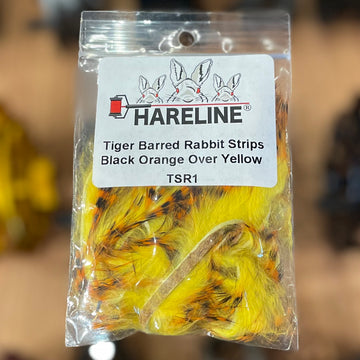 HARELINE®
Tiger Barred Rabbit Strips
Black Orange Over Yellow
TSR1